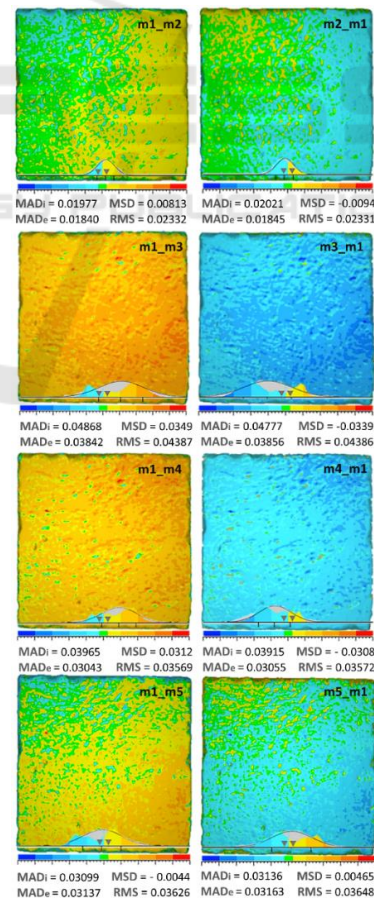 m1_m2 m2_m1
MADi = 0.01977 MSD = 0.00813 MADi = 0.02021 MSD = -0.0094
MADe = 0.01840 RMS = 0.02332 MADe = 0.01845 RMS = 0.02331
m1_m3 m3_m1
MADi = 0.04868 MSD = 0.0349 MADi = 0.04777 MSD = -0.0339
MADe = 0.03842 RMS = 0.04387 MADe = 0.03856 RMS = 0.04386
m1_m4 m4_m1
MADi = 0.03965 MSD = 0.0312 MADi = 0.03915 MSD = - 0.0308
MADe = 0.03043 RMS = 0.03569 MADe = 0.03055 RMS = 0.03572
m1_m5 m5_m1
MADi = 0.03099 MSD = - 0.0044 MADi = 0.03136 MSD = 0.00465
MADe = 0.03137 RMS = 0.03626 MADe = 0.03163 RMS = 0.03648